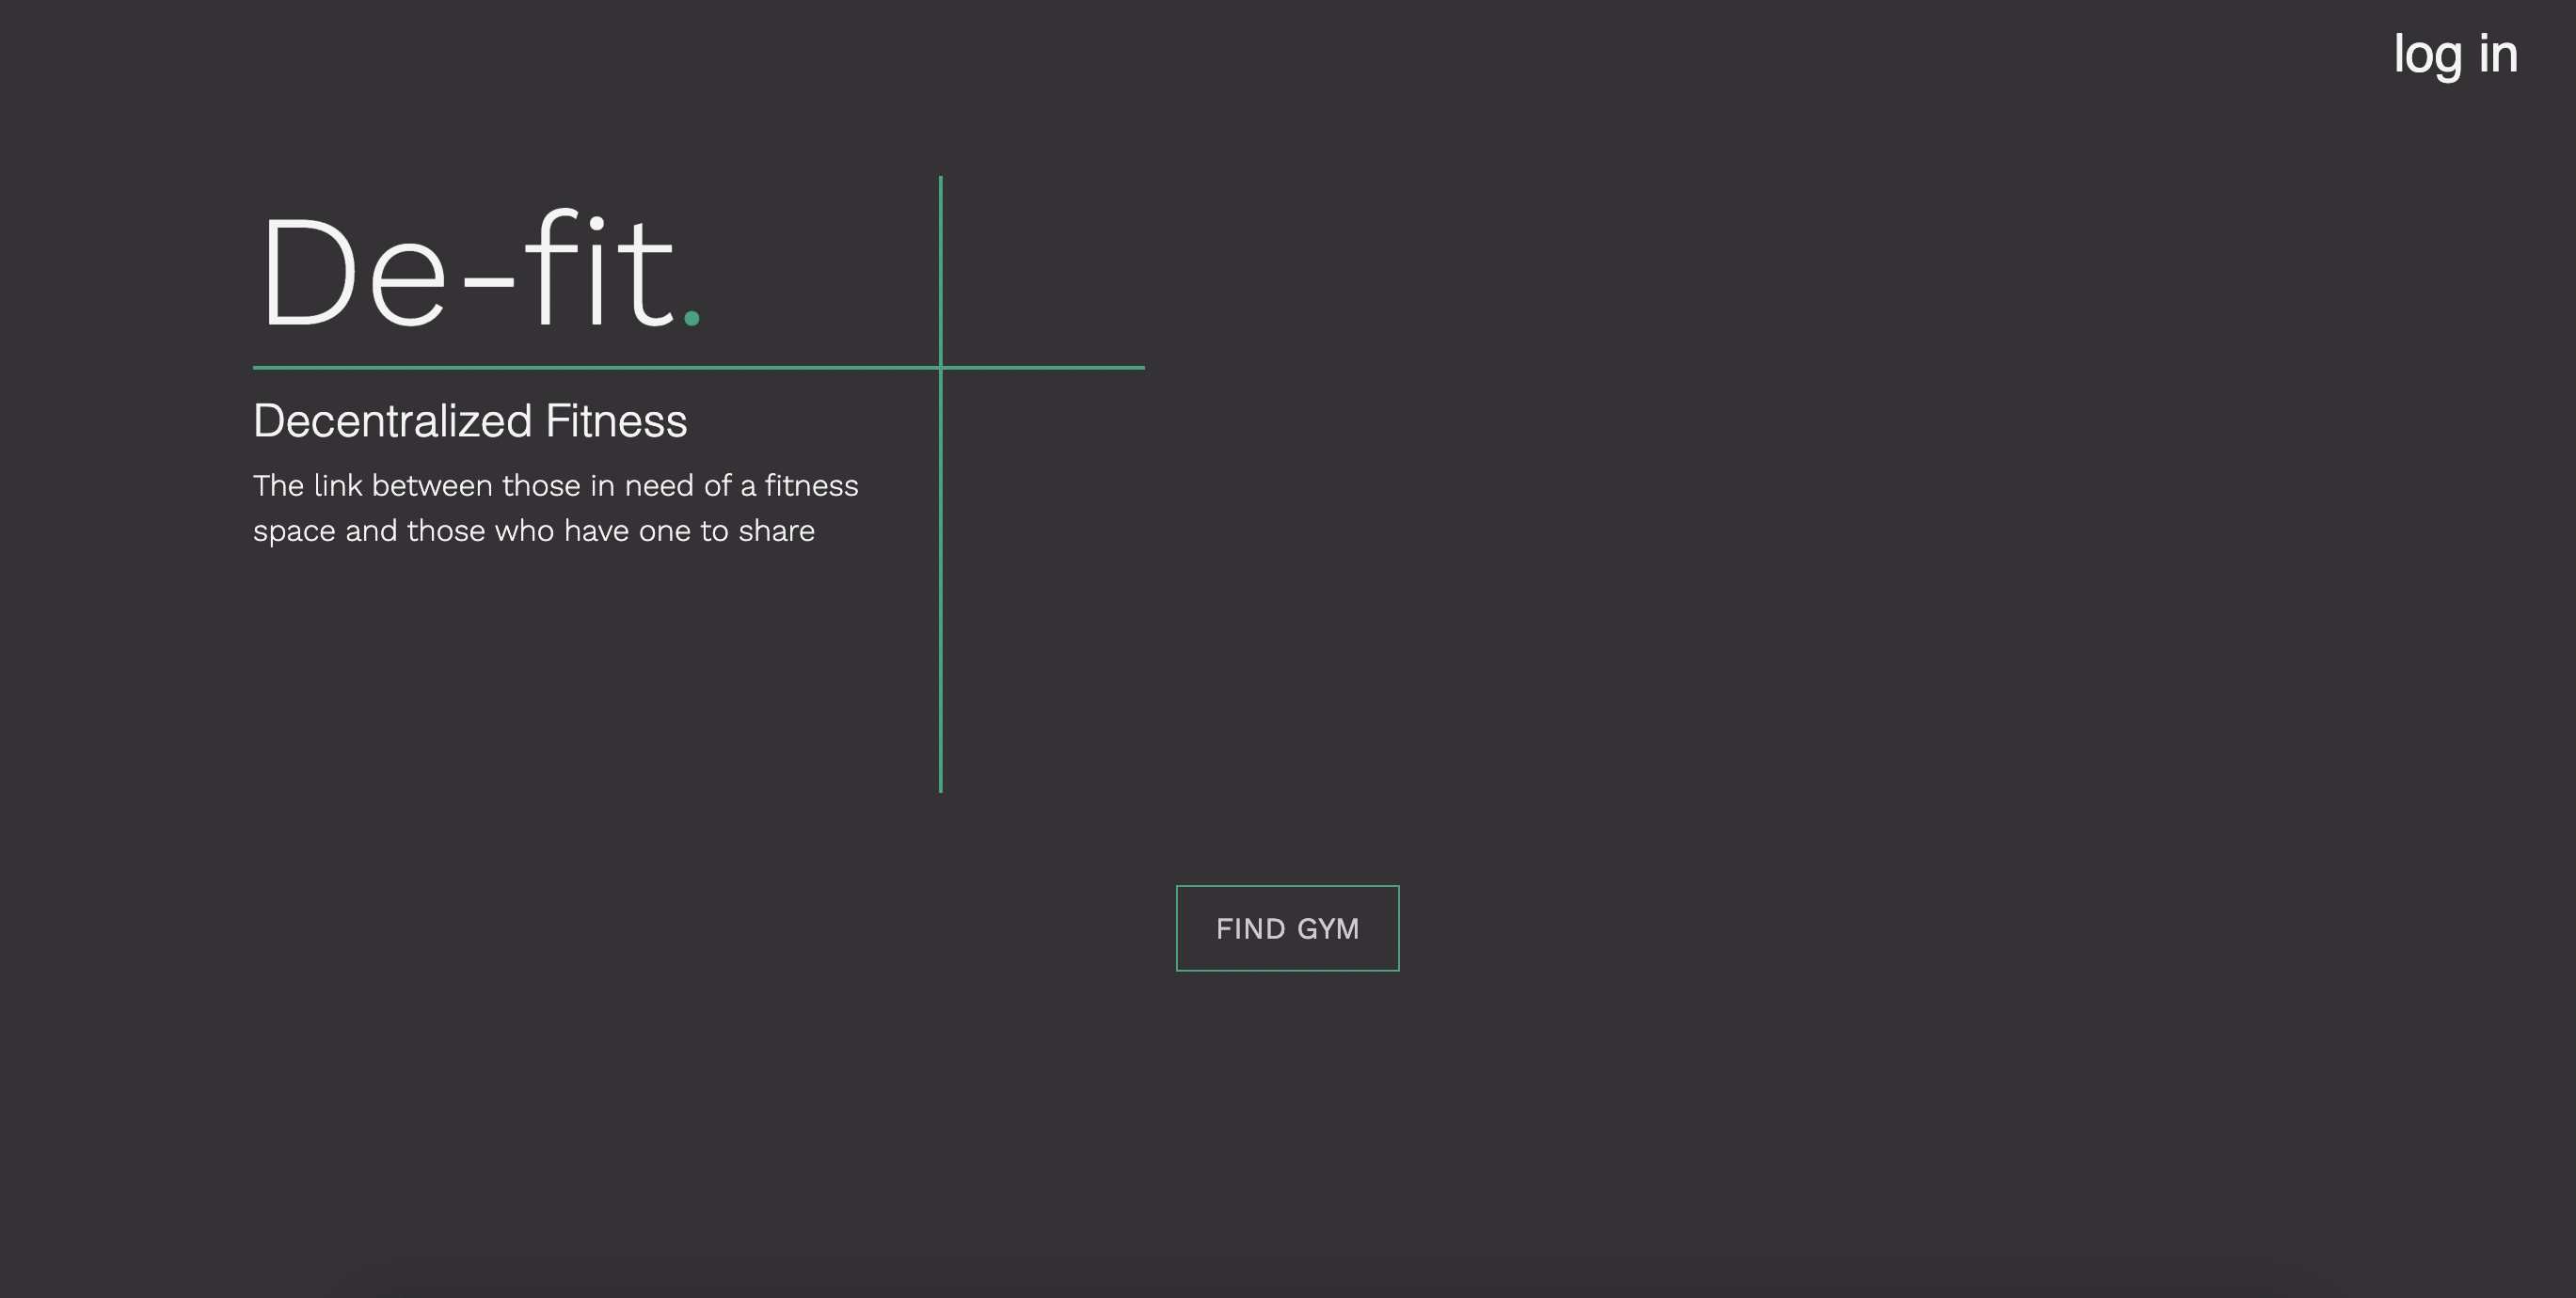 log in
De-fit.
Decentralized Fitness
The link between those in need of a fitness
space and those who have one to share
FIND GYM